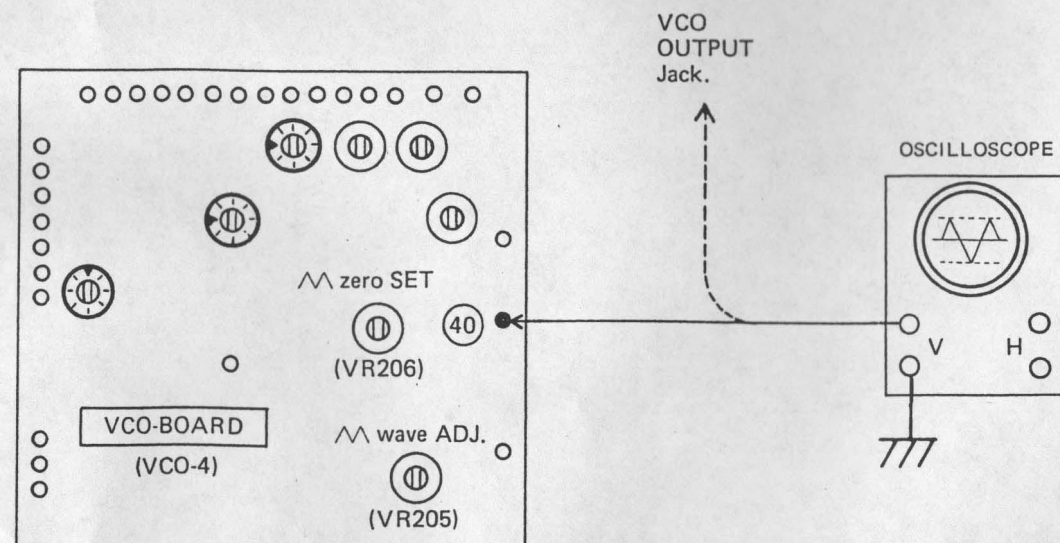 VCO
OUTPUT
Jack.
OSCILLOSCOPE
zero SET
40
(VR206)
V
H
VCO-BOARD
(VCO-4)
wave ADJ.
(VR205)